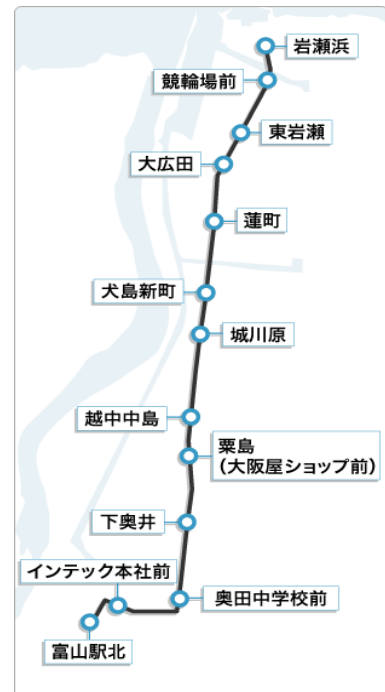 岩瀬浜
競輪場前
東岩瀬
大広田
蓮町
犬島新町
城川原
越中中島
粟島
(大阪屋ショップ前)
下奥井
インテック本社前
奥田中学校前
富山駅北